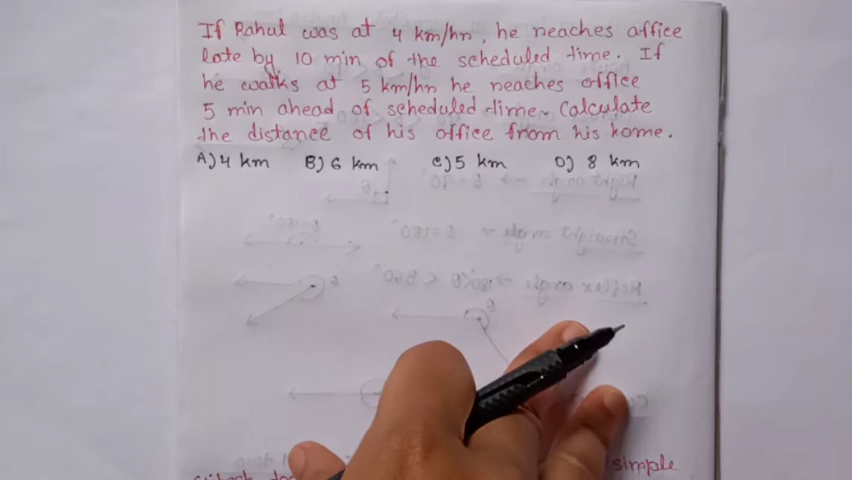 If Rahul was at 4 km/hr, he reaches office
late by 10 min of the scheduled time. If
he walks at 5 km/hr he reaches office
5 min ahead of scheduled time. Calculate
the distance of his office from his home.
A) 4 km B) 6 km C) 5 km D) 8 km
simple